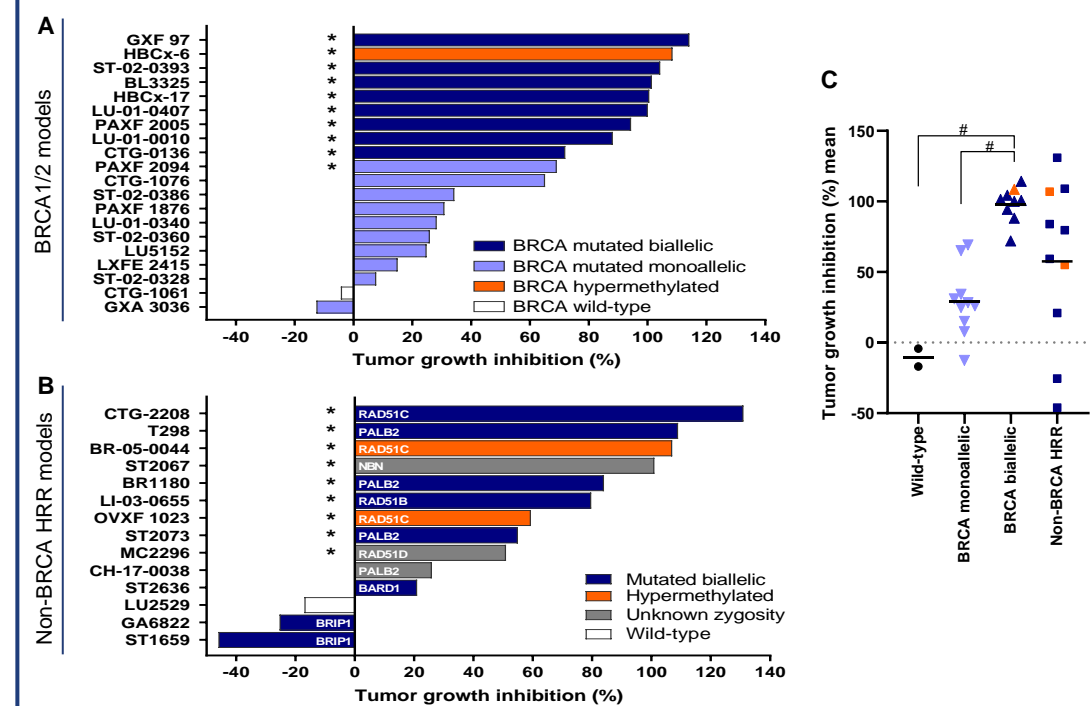 A
BRCA1/2 models
GXF 97 *
HBCx-6 *
ST-02-0393 *
BL3325 *
HBCx-17 *
LU-01-0407 *
PAXF 2005 *
LU-01-0010 *
CTG-0136 *
PAXF 2094 *
CTG-1076
ST-02-0386
PAXF 1876
LU-01-0340
ST-02-0360
LU5152
LXFE 2415
ST-02-0328
CTG-1061
GXA 3036
BRCA mutated biallelic
BRCA mutated monoallelic
BRCA hypermethylated
BRCA wild-type
-40 -20 0 20 40 60 80 100 120 140
Tumor growth inhibition (%)
B
Non-BRCA HRR models
CTG-2208 * RAD51C
T298 * PALB2
BR-05-0044 * RAD51C
ST2067 * NBN
BR1180 * PALB2
LI-03-0655 * RAD51B
OVXF 1023 * RAD51C
ST2073 * PALB2
MC2296 * RAD51D
CH-17-0038 PALB2
ST2636 BARD1
LU2529
GA6822 BRIP1
ST1659 BRIP1
Mutated biallelic
Hypermethylated
Unknown zygosity
Wild-type
-40 -20 0 20 40 60 80 100 120 140
Tumor growth inhibition (%)
C
Tumor growth inhibition (%) mean
150
100
50
0
-50
#
#
Wild-type
BRCA monoallelic
BRCA biallelic
Non-BRCA HRR